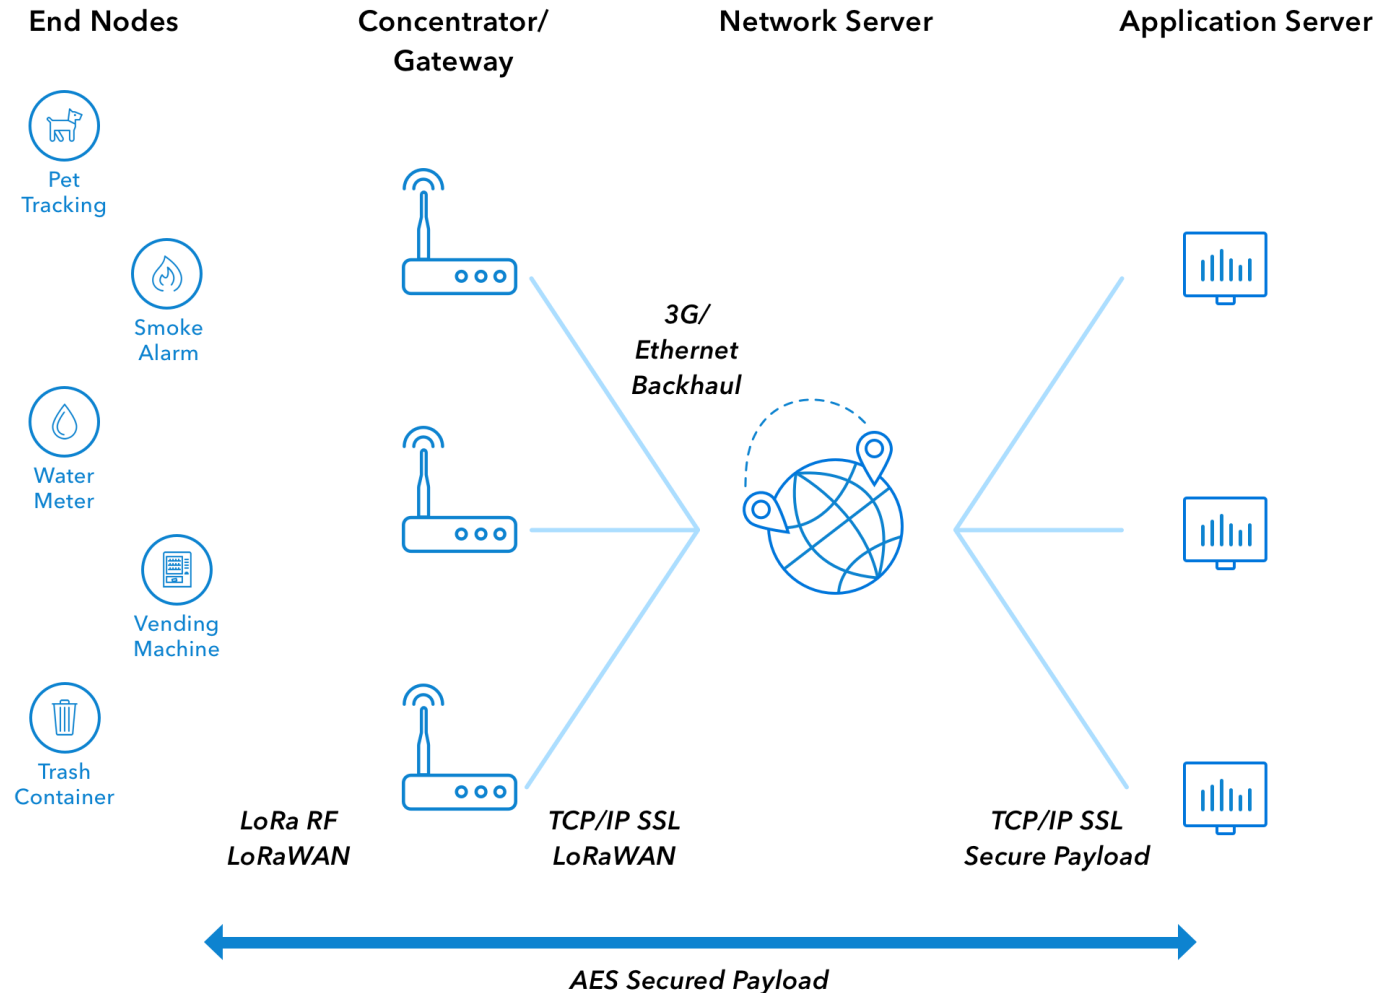 End Nodes
Concentrator/
Gateway
Network Server
Application Server
Pet
Tracking
Smoke
Alarm
Water
Meter
Vending
Machine
Trash
Container
3G/
Ethernet
Backhaul
LoRa RF
LoRaWAN
TCP/IP SSL
LoRaWAN
TCP/IP SSL
Secure Payload
AES Secured Payload